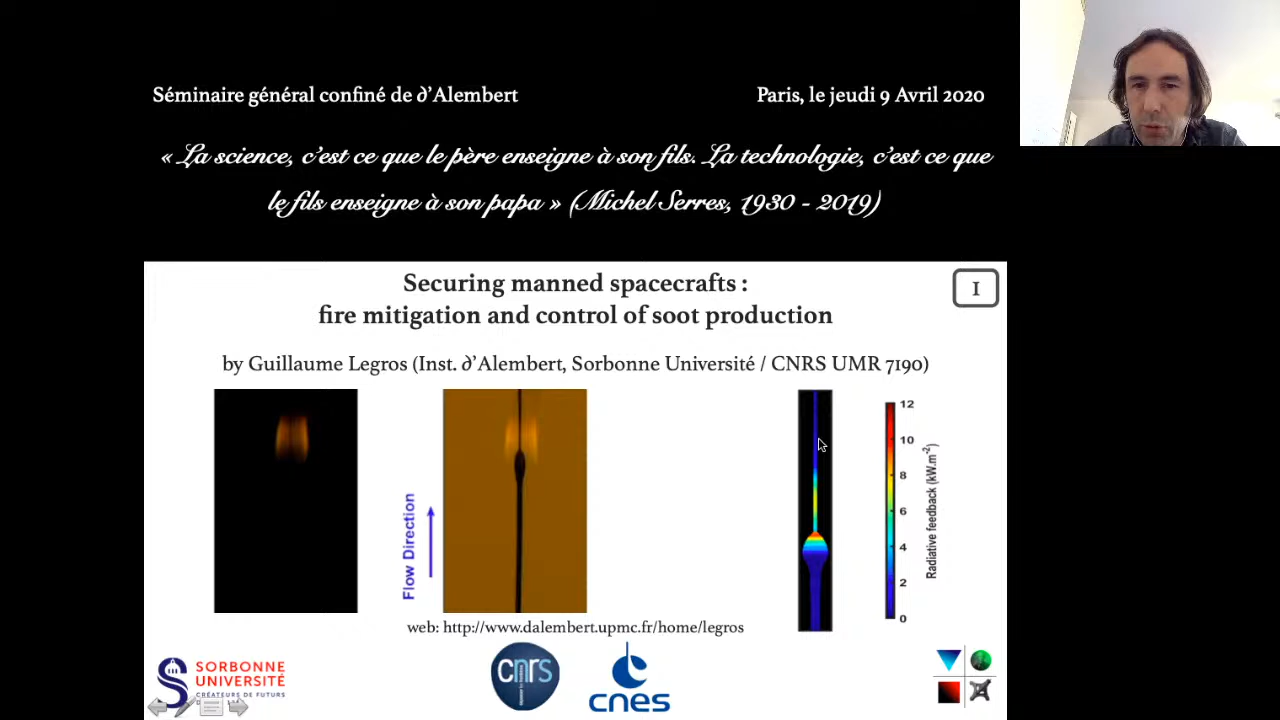 Séminaire général confiné de ∂’Alembert
Paris, le jeudi 9 Avril 2020
« La science, c’est ce que le père enseigne à son fils. La technologie, c’est ce que
le fils enseigne à son papa » (Michel Serres, 1930 - 2019)
Securing manned spacecrafts :
fire mitigation and control of soot production
I
by Guillaume Legros (Inst. ∂’Alembert, Sorbonne Université / CNRS UMR 7190)
Flow Direction
12
10
8
6
4
2
0
Radiative feedback (kW.m-2)
web: http://www.dalembert.upmc.fr/home/legros
SORBONNE
UNIVERSITÉ
CRÉATEURS DE FUTURS
cnrs
cnes